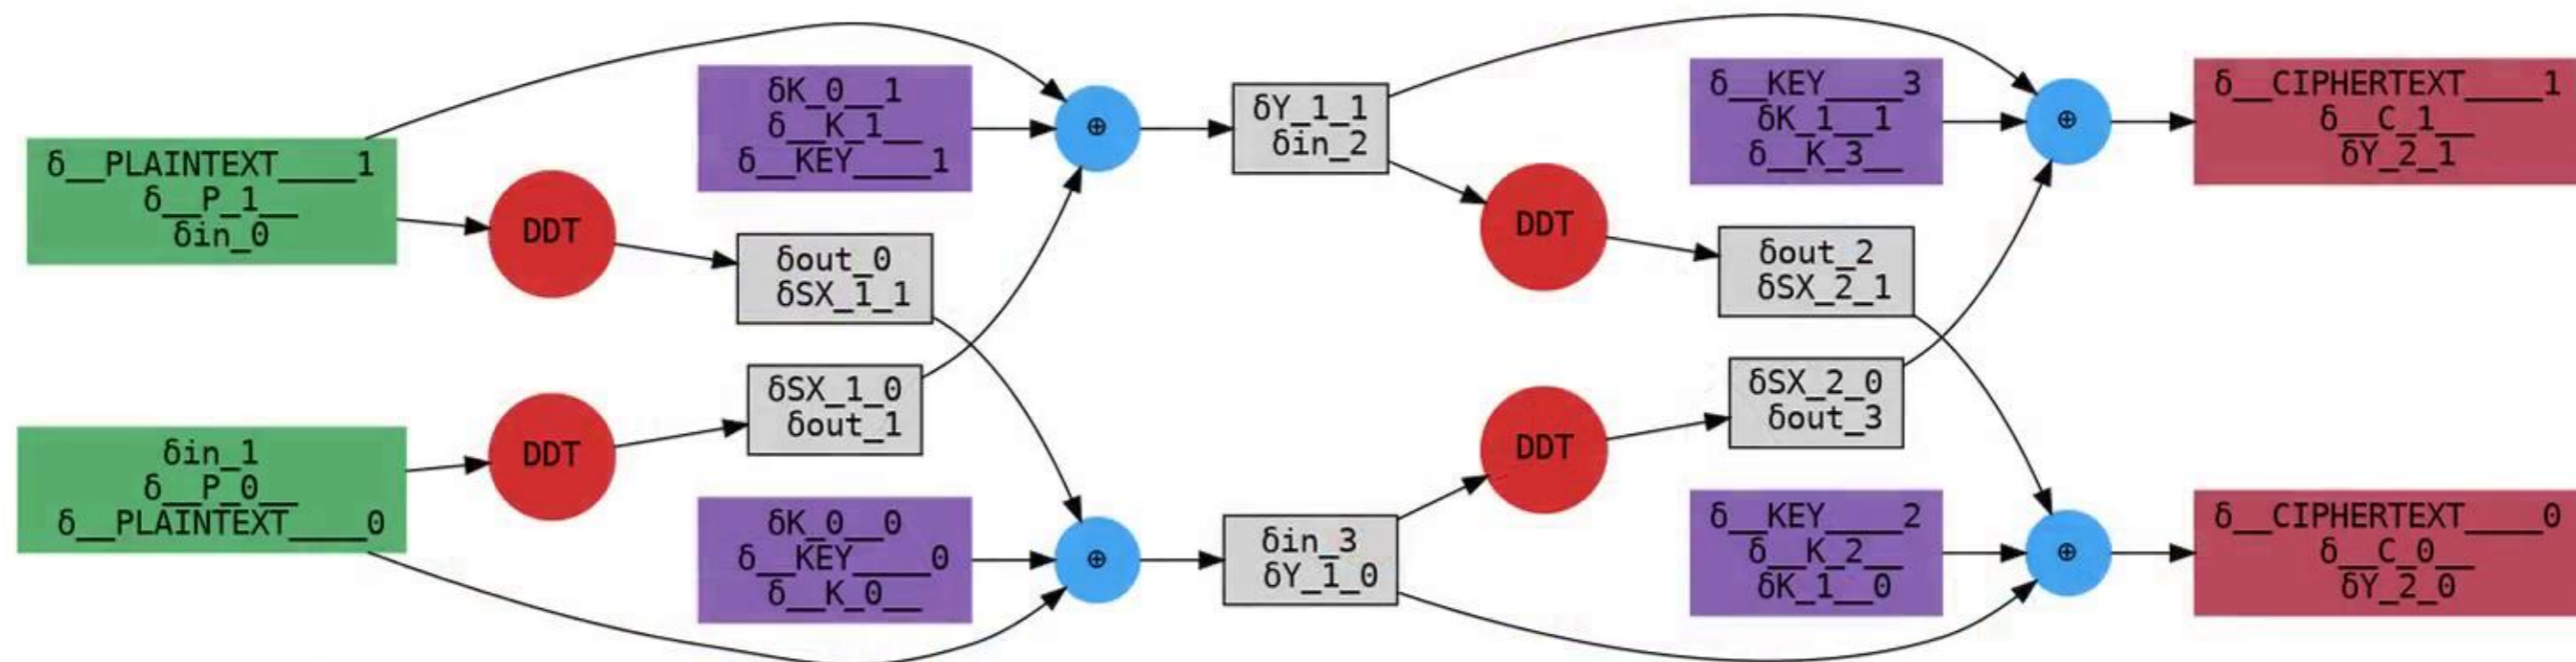 δ__PLAINTEXT____1
δ__P_1__
δin_0
δin_1
δ__P_0__
δ__PLAINTEXT____0
DDT
DDT
δK_0__1
δ__K_1__
δ__KEY____1
δout_0
δSX_1_1
δSX_1_0
δout_1
δK_0__0
δ__KEY____0
δ__K_0__
⊕
⊕
δY_1_1
δin_2
δin_3
δY_1_0
DDT
DDT
δ__KEY____3
δK_1__1
δ__K_3__
δout_2
δSX_2_1
δSX_2_0
δout_3
δ__KEY____2
δ__K_2__
δK_1__0
⊕
⊕
δ__CIPHERTEXT____1
δ__C_1__
δY_2_1
δ__CIPHERTEXT____0
δ__C_0__
δY_2_0